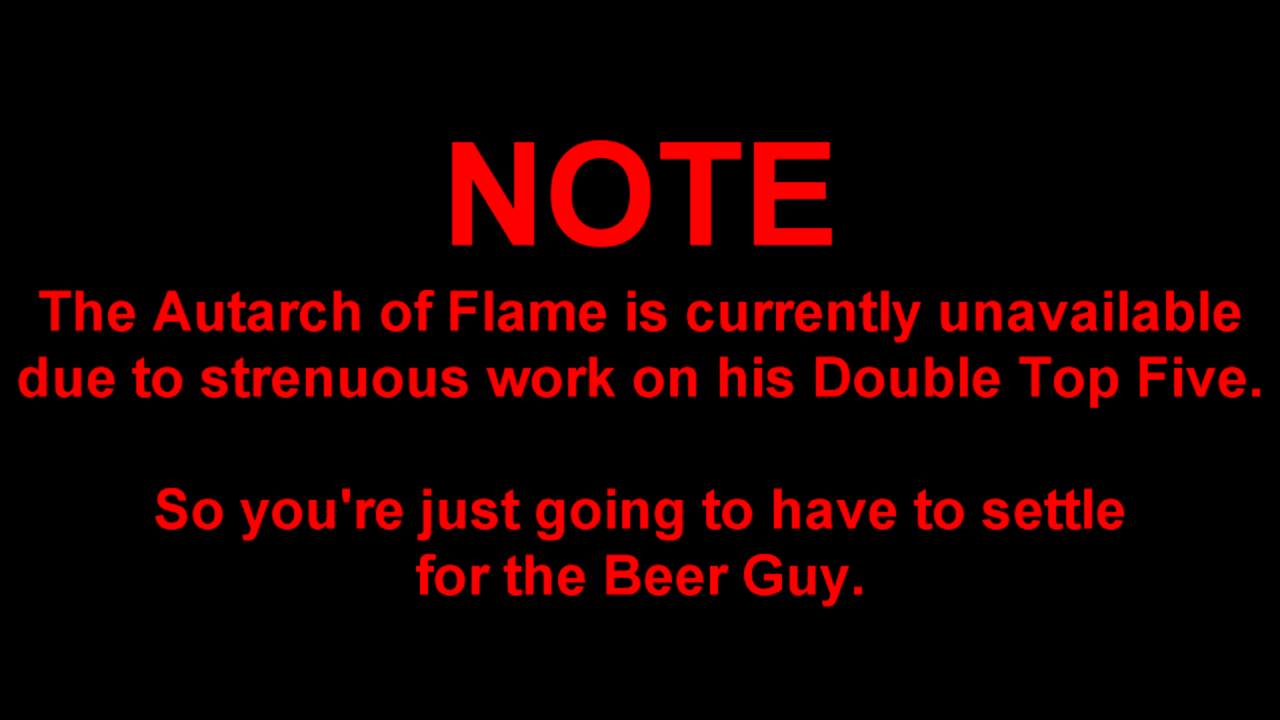 NOTE
The Autarch of Flame is currently unavailable
due to strenuous work on his Double Top Five.
So you're just going to have to settle
for the Beer Guy.